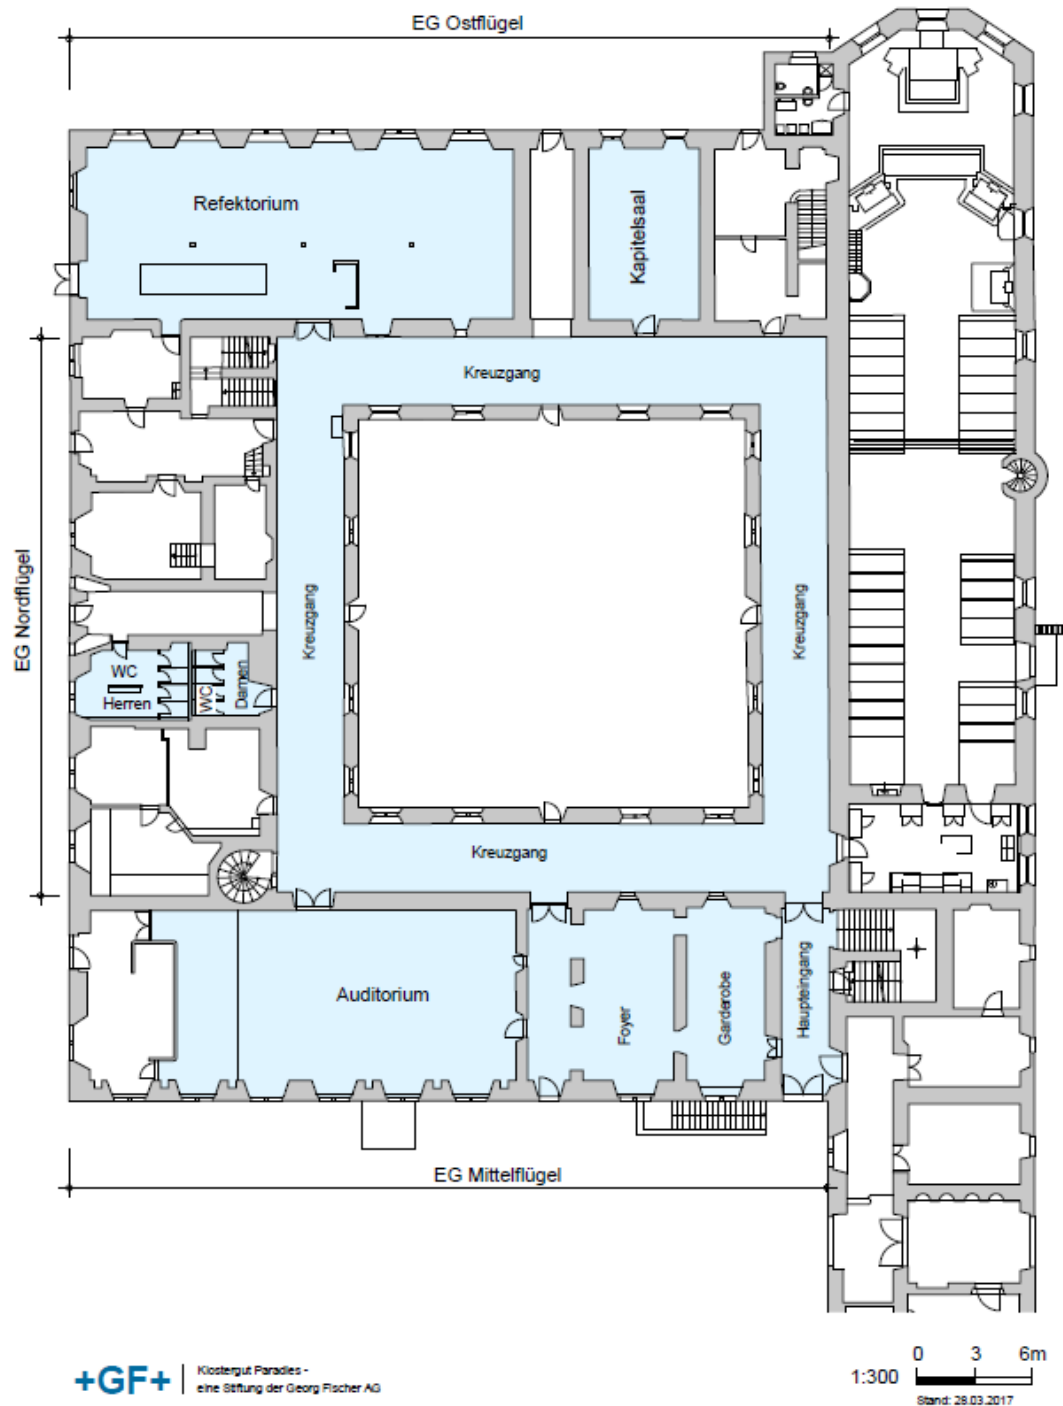 EG Ostflügel
Refektorium
Kapitelsaal
Kreuzgang
EG Nordflügel
Kreuzgang
Kreuzgang
WC
Herren
WC
Damen
Kreuzgang
Auditorium
Foyer
Garderobe
Haupteingang
EG Mittelflügel
+GF+
Klostergut Paradies -
eine Stiftung der Georg Fischer AG
1:300
0 3 6m
Stand: 28.03.2017